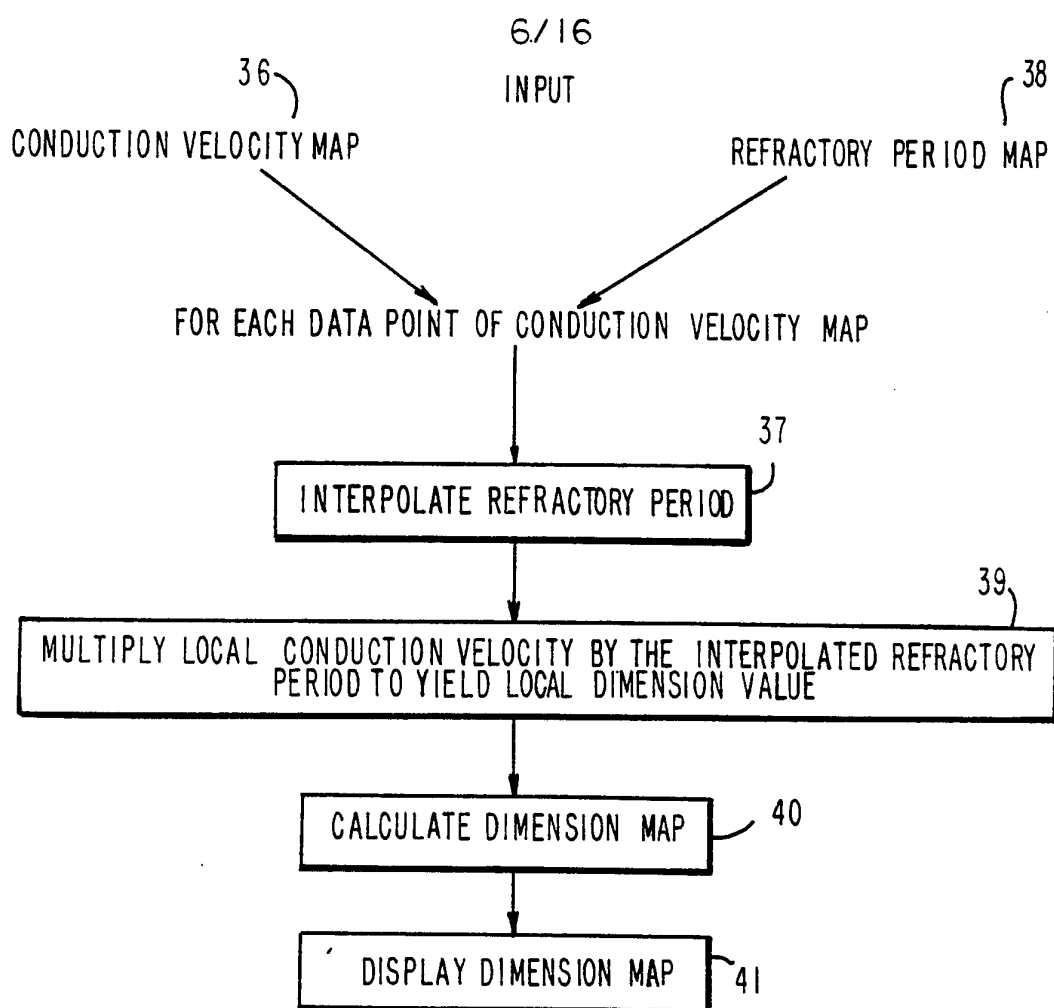 6/16
INPUT
36
38
CONDUCTION VELOCITY MAP
REFRACTORY PERIOD MAP
FOR EACH DATA POINT OF CONDUCTION VELOCITY MAP
37
INTERPOLATE REFRACTORY PERIOD
39
MULTIPLY LOCAL CONDUCTION VELOCITY BY THE INTERPOLATED REFRACTORY
PERIOD TO YIELD LOCAL DIMENSION VALUE
CALCULATE DIMENSION MAP
40
DISPLAY DIMENSION MAP
41